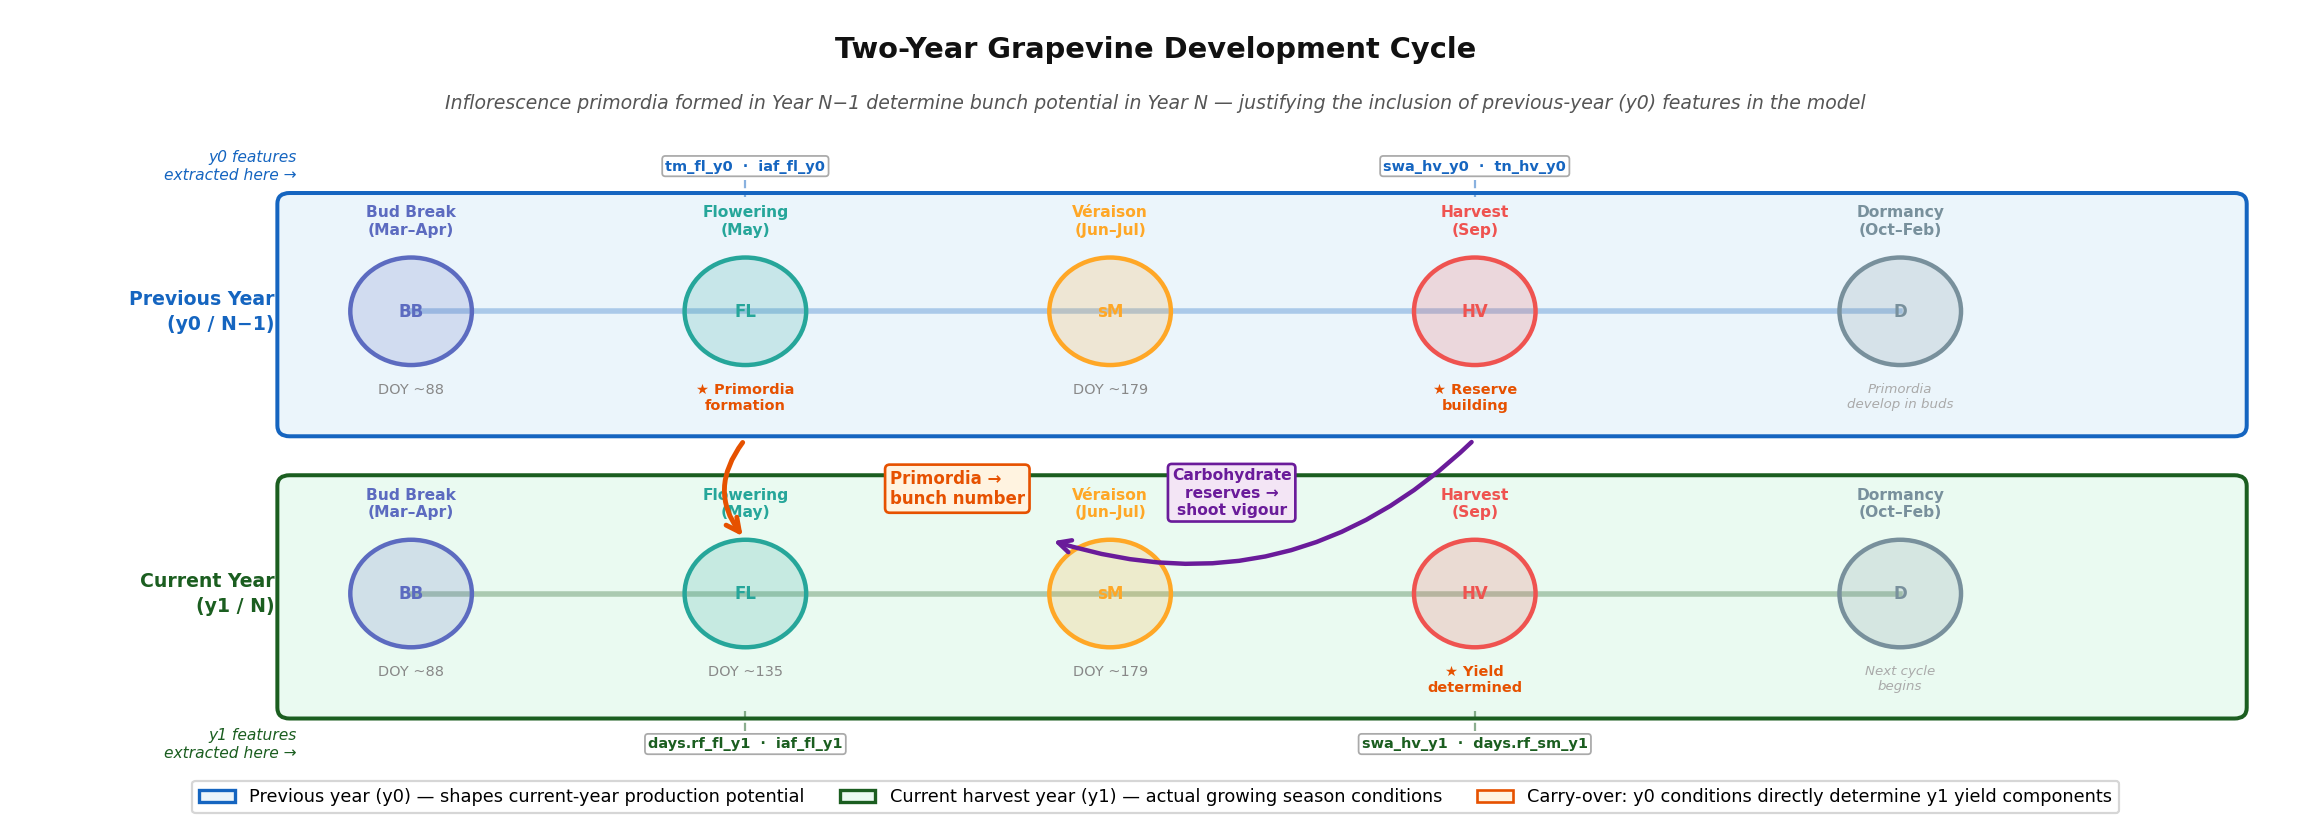 Two-Year Grapevine Development Cycle
Inflorescence primordia formed in Year N−1 determine bunch potential in Year N — justifying the inclusion of previous-year (y0) features in the model
y0 features
extracted here →
tm_fl_y0 · iaf_fl_y0
swa_hv_y0 · tn_hv_y0
Previous Year
(y0 / N−1)
Bud Break
(Mar–Apr)
Flowering
(May)
Véraison
(Jun–Jul)
Harvest
(Sep)
Dormancy
(Oct–Feb)
BB
FL
sM
HV
D
DOY ~88
★ Primordia
formation
DOY ~179
★ Reserve
building
Primordia
develop in buds
Primordia →
bunch number
Carbohydrate
reserves →
shoot vigour
Current Year
(y1 / N)
Bud Break
(Mar–Apr)
Flowering
(May)
Véraison
(Jun–Jul)
Harvest
(Sep)
Dormancy
(Oct–Feb)
BB
FL
sM
HV
D
DOY ~88
DOY ~135
DOY ~179
★ Yield
determined
Next cycle
begins
y1 features
extracted here →
days.rf_fl_y1 · iaf_fl_y1
swa_hv_y1 · days.rf_sm_y1
Previous year (y0) — shapes current-year production potential
Current harvest year (y1) — actual growing season conditions
Carry-over: y0 conditions directly determine y1 yield components